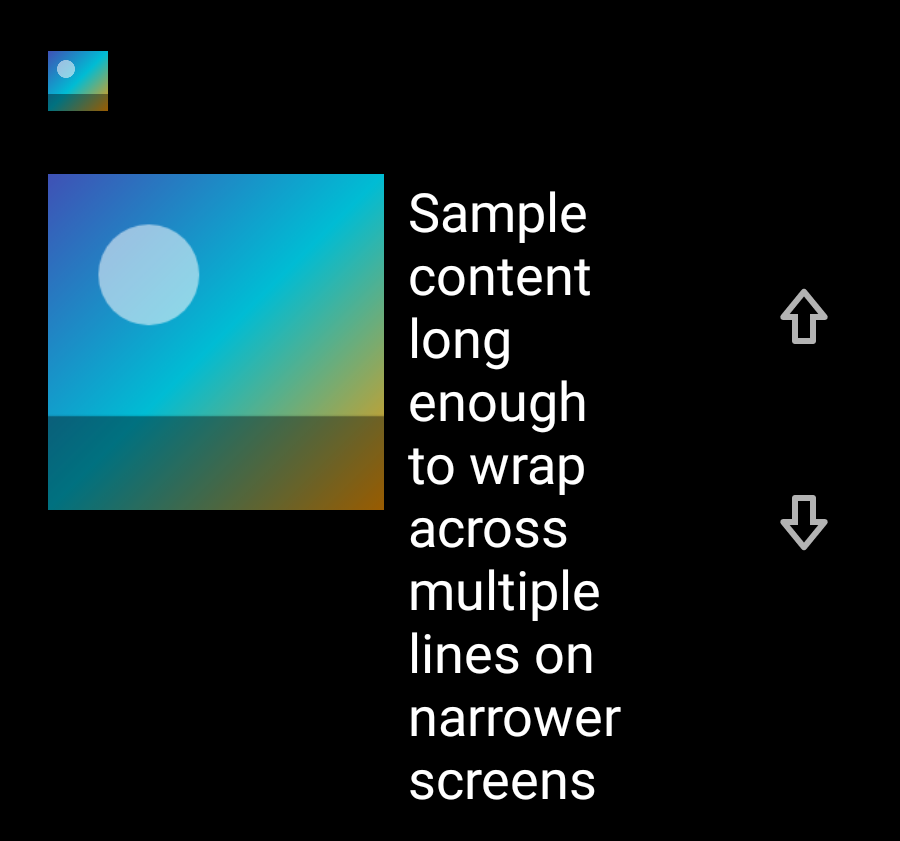 Sample
content
long
enough
to wrap
across
multiple
lines on
narrower
screens